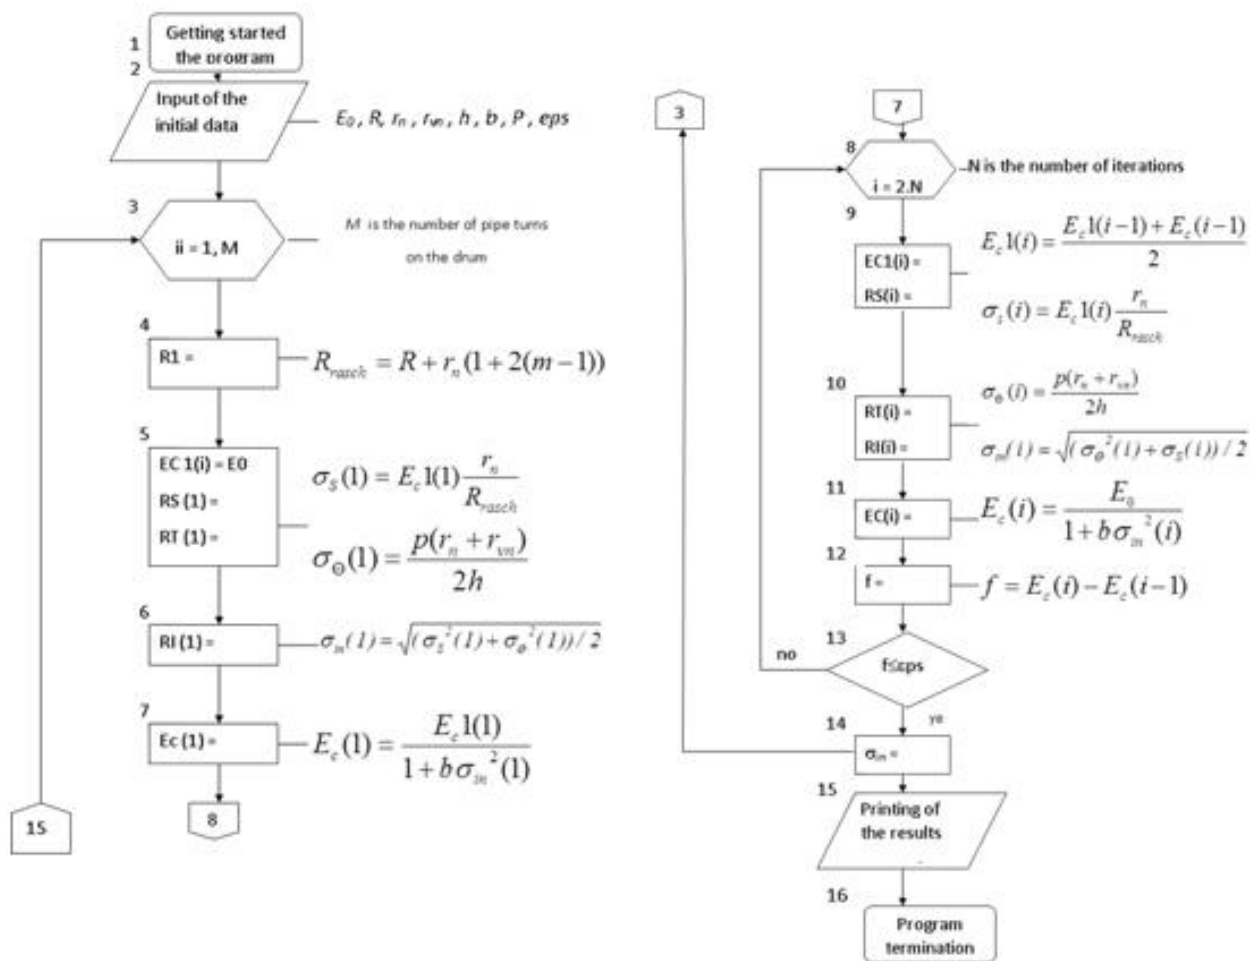 1
Getting started
the program
2
Input of the
initial data
E₀ , R, rₙ , rᵥₙ , h , b , P , eps
3
ii = 1, M
M is the number of pipe turns
on the drum
4
R1 =
R_rasch = R + rₙ(1 + 2(m − 1))
5
EC 1(i) = E0
RS (1) =
RT (1) =
σ_S(1) = E_c1(1) rₙ / R_rasch
σ_Θ(1) = p(rₙ + rᵥₙ) / 2h
6
RI (1) =
σ_in(1) = √((σ_S²(1) + σ_ø²(1)) / 2)
7
Ec (1) =
E_c(1) = E_c1(1) / (1 + bσ_in²(1))
8
15
3
7
8
i = 2.N
N is the number of iterations
9
EC1(i) =
RS(i) =
E_c1(i) = (E_c1(i−1) + E_c(i−1)) / 2
σ_s(i) = E_c1(i) rₙ / R_rasch
10
RT(i) =
RI(i) =
σ_Θ(i) = p(rₙ + rᵥₙ) / 2h
σ_in(i) = √((σ_ø²(i) + σ_S(i)) / 2)
11
EC(i) =
E_c(i) = E₀ / (1 + bσ_in²(i))
12
f =
f = E_c(i) − E_c(i−1)
13
f≤eps
no
ye
14
σ_in =
15
Printing of
the results
16
Program
termination